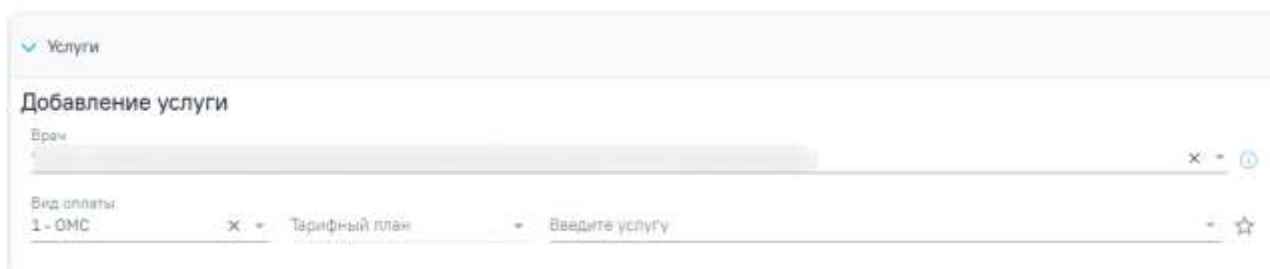 Услуги
Добавление услуги
Врач
Вид оплаты
1 - ОМС Тарифный план Введите услугу